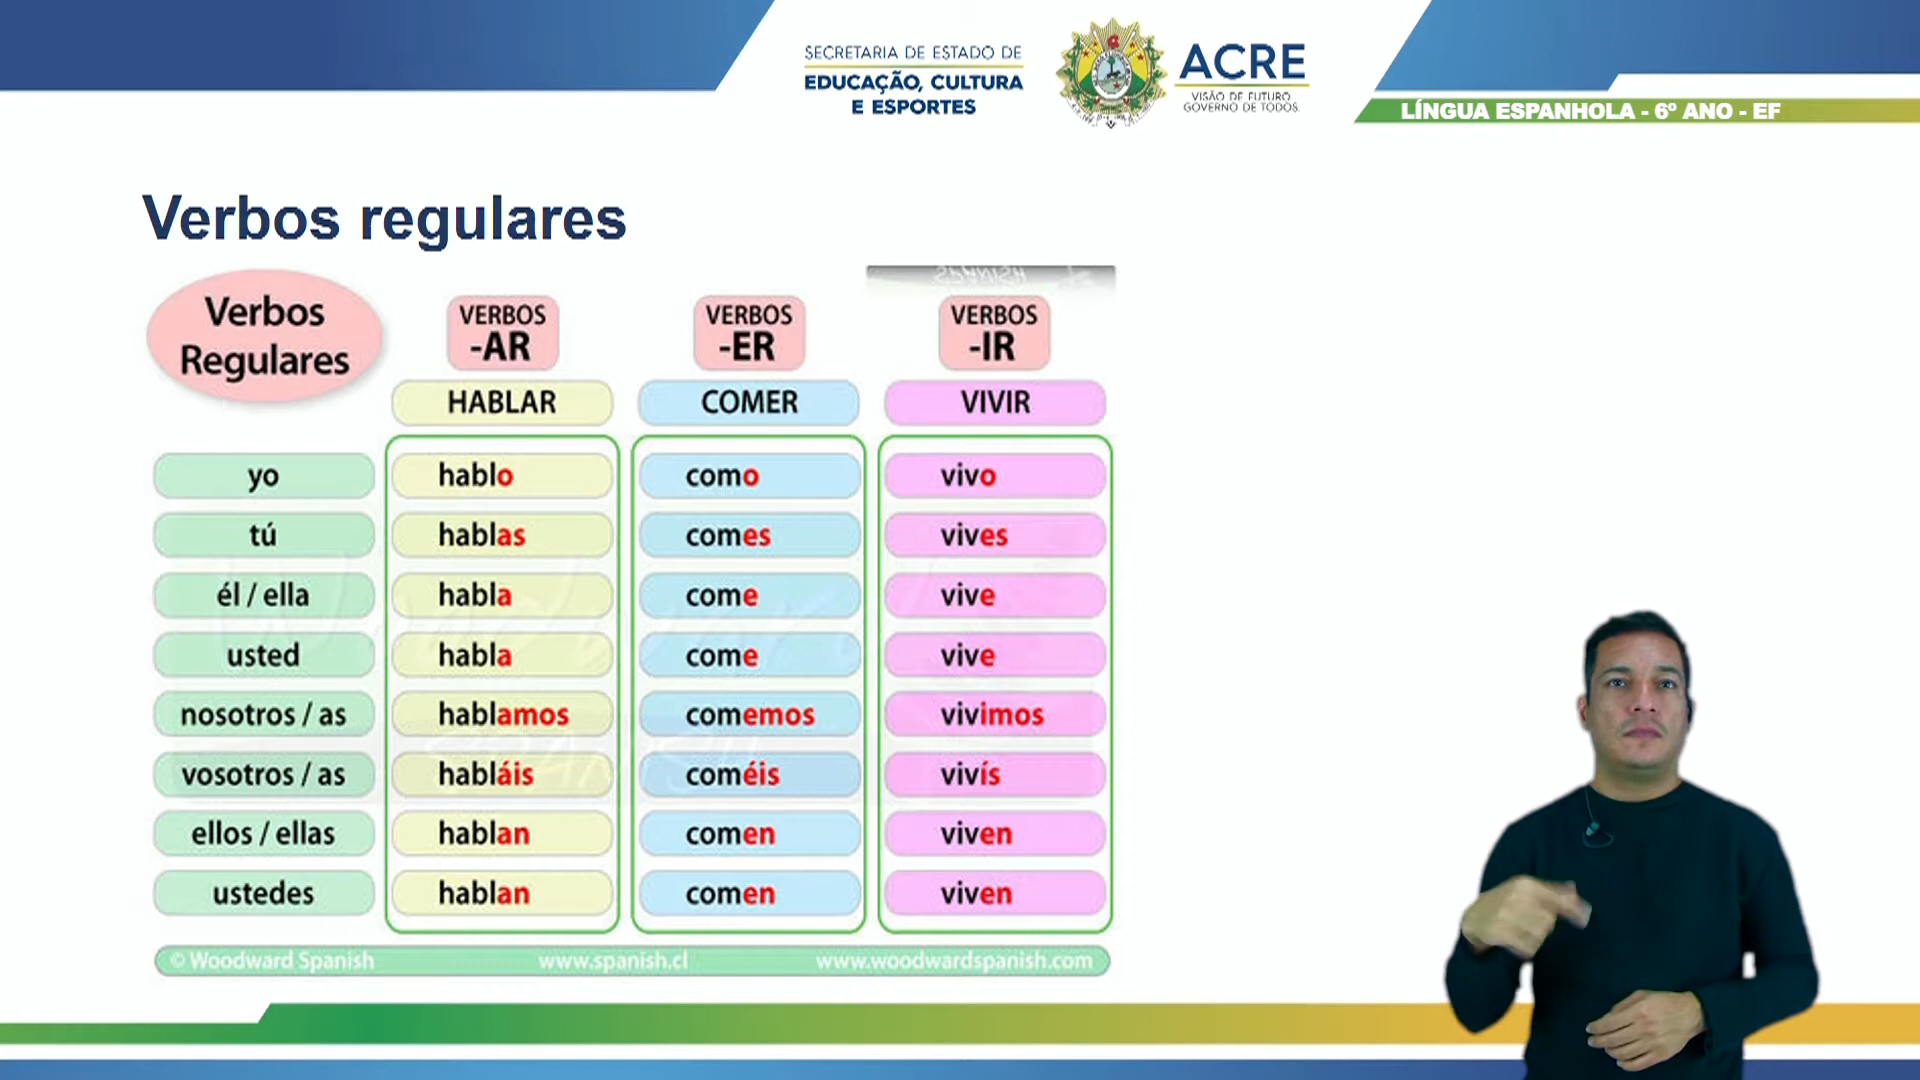 SECRETARIA DE ESTADO DE
EDUCAÇÃO, CULTURA
E ESPORTES
ACRE
VISÃO DE FUTURO
GOVERNO DE TODOS
LÍNGUA ESPANHOLA - 6º ANO - EF
Verbos regulares
SPANISH
Verbos
Regulares
VERBOS
-AR
VERBOS
-ER
VERBOS
-IR
HABLAR COMER VIVIR
yo hablo como vivo
tú hablas comes vives
él / ella habla come vive
usted habla come vive
nosotros / as hablamos comemos vivimos
vosotros / as habláis coméis vivís
ellos / ellas hablan comen viven
ustedes hablan comen viven
© Woodward Spanish www.spanish.cl www.woodwardspanish.com